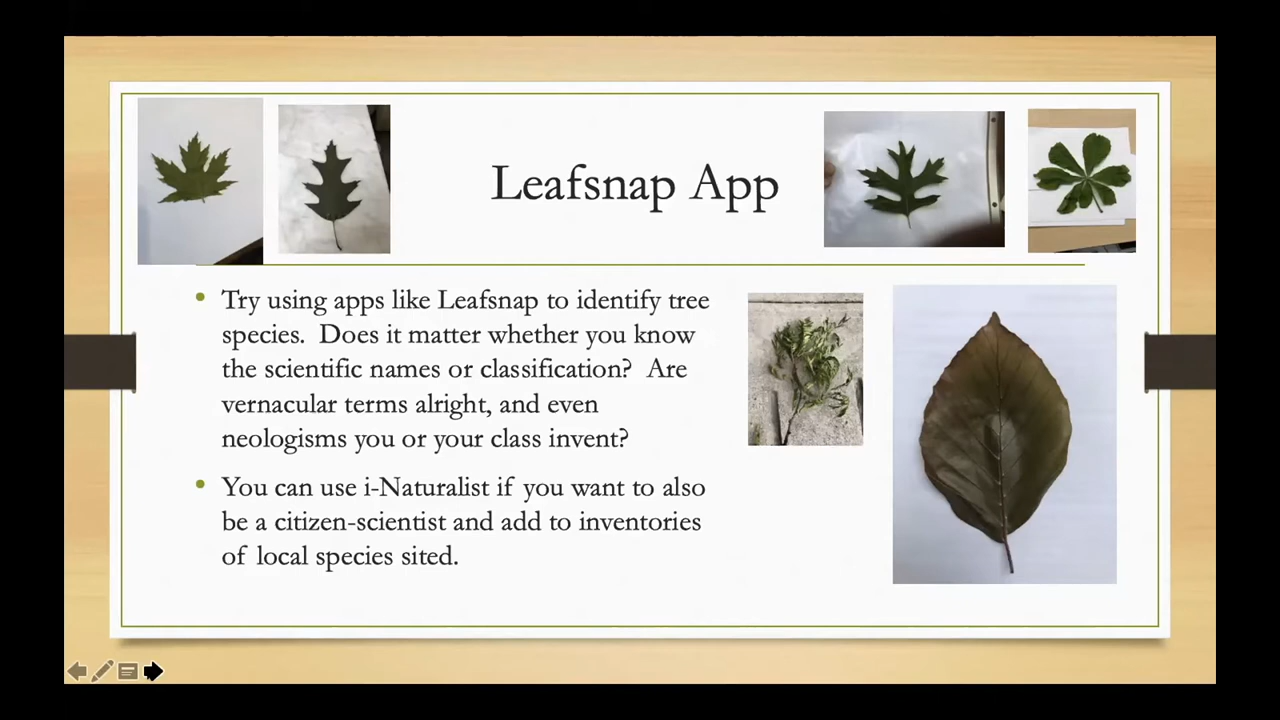 Leafsnap App
• Try using apps like Leafsnap to identify tree
species.  Does it matter whether you know
the scientific names or classification?  Are
vernacular terms alright, and even
neologisms you or your class invent?
• You can use i-Naturalist if you want to also
be a citizen-scientist and add to inventories
of local species sited.